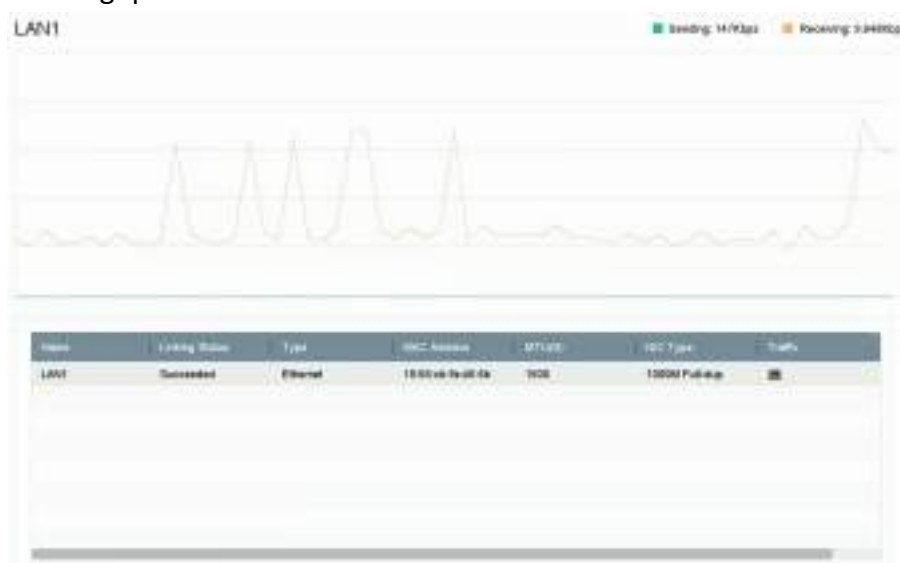 LAN1
Sending: 147Kbps Receiving:
Name Linking Status Type MAC Address MTU(B) NIC Type Traffic
LAN1 Succeeded Ethernet 1500 1000M Full-dup